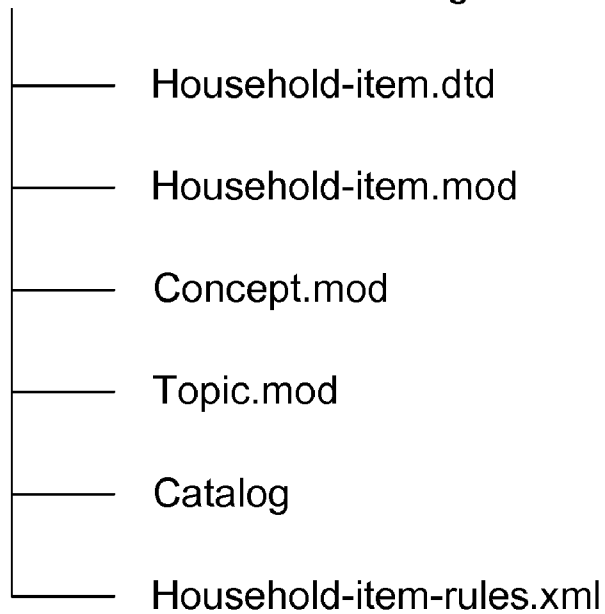 Household-item.dtd
Household-item.mod
Concept.mod
Topic.mod
Catalog
Household-item-rules.xml